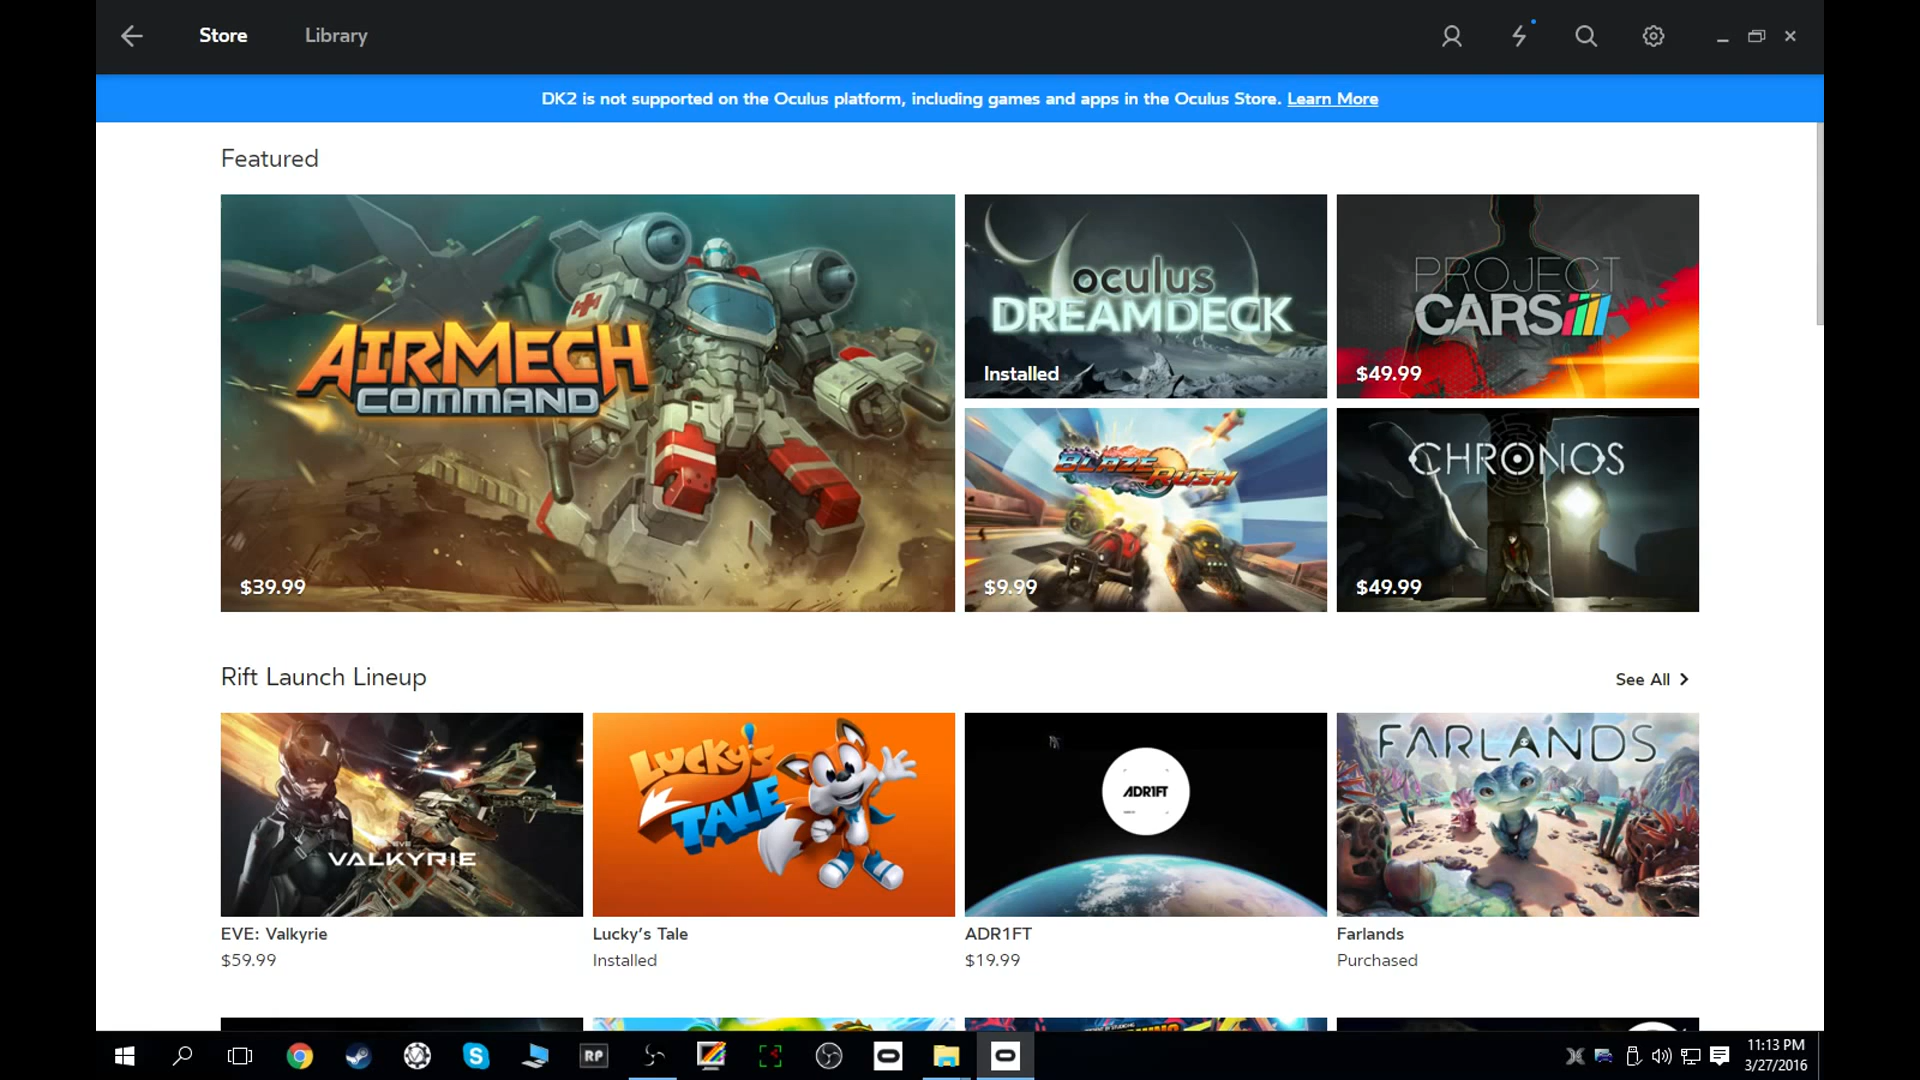 Store Library
DK2 is not supported on the Oculus platform, including games and apps in the Oculus Store. Learn More
Featured
AIRMECH
COMMAND
$39.99
oculus
DREAMDECK
Installed
PROJECT
CARS
$49.99
BLAZE
RUSH
$9.99
CHRONOS
$49.99
Rift Launch Lineup
See All
EVE
VALKYRIE
EVE: Valkyrie
$59.99
LUCKY'S
TALE
Lucky's Tale
Installed
ADR1FT
ADR1FT
$19.99
FARLANDS
Farlands
Purchased
RP
11:13 PM
3/27/2016